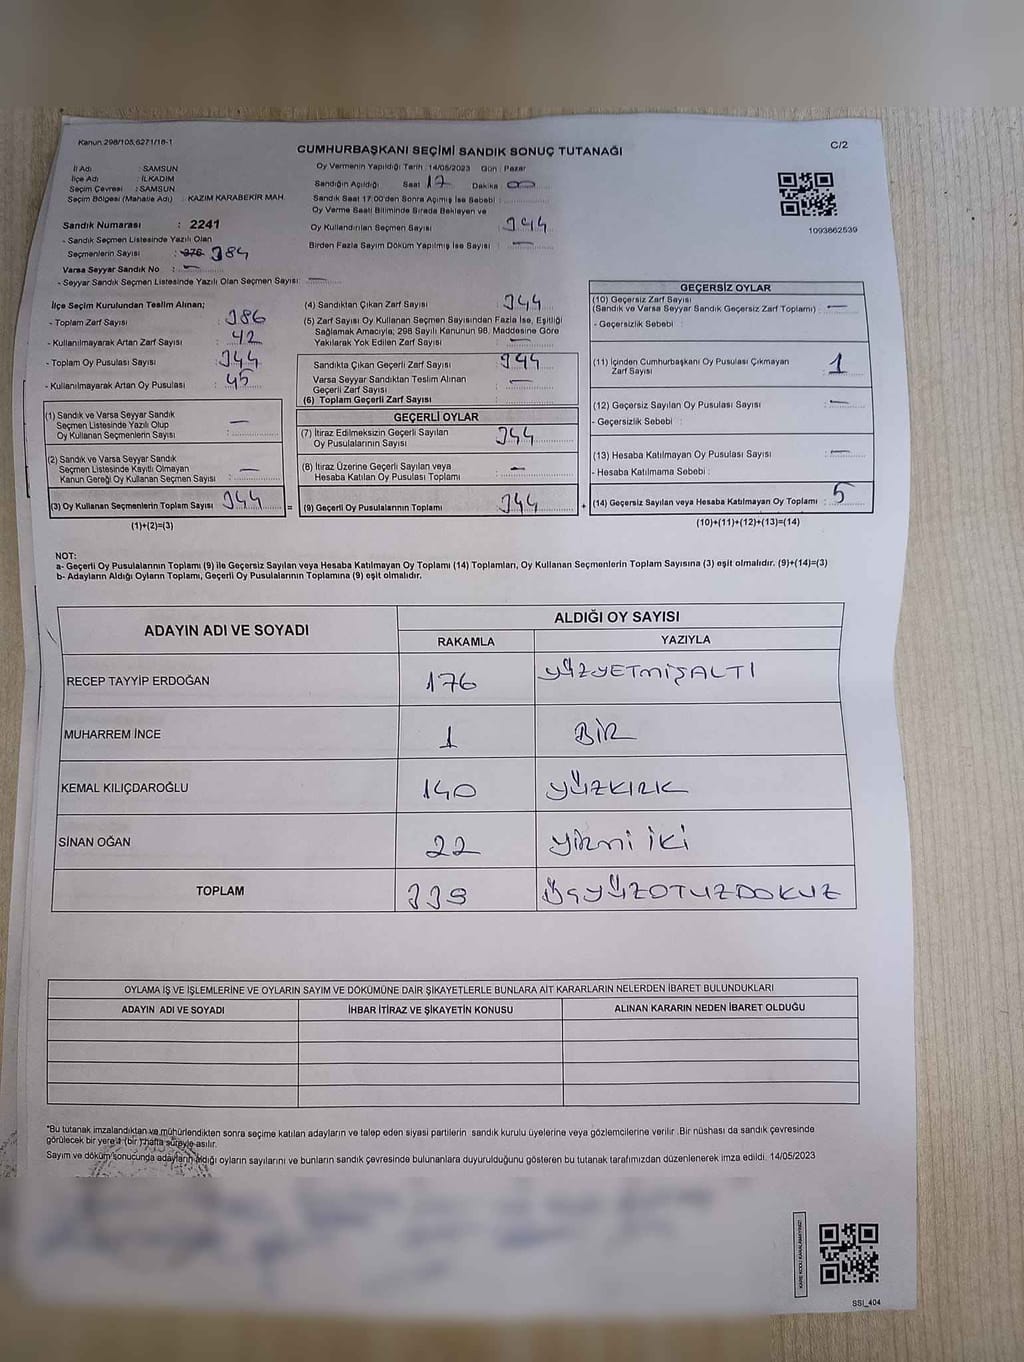 Kanun:298/105,6271/18-1
CUMHURBAŞKANI SEÇİMİ SANDIK SONUÇ TUTANAĞI
C/2
İl Adı : SAMSUN
İlçe Adı : İLKADIM
Seçim Çevresi : SAMSUN
Seçim Bölgesi (Mahalle Adı) : KAZIM KARABEKİR MAH.
Sandık Numarası : 2241
- Sandık Seçmen Listesinde Yazılı Olan
Seçmenlerin Sayısı : 376 384
Varsa Seyyar Sandık No : —
- Seyyar Sandık Seçmen Listesinde Yazılı Olan Seçmen Sayısı : —
Oy Vermenin Yapıldığı Tarih :14/05/2023 Gün : Pazar
Sandığın Açıldığı Saat 17 Dakika 00
Sandık Saat 17:00'den Sonra Açımış İse Sebebi :
Oy Verme Saati Bitiminde Sırada Bekleyen ve
Oy Kullandırılan Seçmen Sayısı : 344
Birden Fazla Sayım Döküm Yapılmış İse Sayısı : —
1093862539
İlçe Seçim Kurulundan Teslim Alınan;
- Toplam Zarf Sayısı : 386
- Kullanılmayarak Artan Zarf Sayısı : 42
- Toplam Oy Pusulası Sayısı : 344
- Kullanılmayarak Artan Oy Pusulası : 45
(1) Sandık ve Varsa Seyyar Sandık
Seçmen Listesinde Yazılı Olup
Oy Kullanan Seçmenlerin Sayısı : —
(2) Sandık ve Varsa Seyyar Sandık
Seçmen Listesinde Kayıtlı Olmayan
Kanun Gereği Oy Kullanan Seçmen Sayısı : —
(3) Oy Kullanan Seçmenlerin Toplam Sayısı : 344
(1)+(2)=(3)
(4) Sandıktan Çıkan Zarf Sayısı : 344
(5) Zarf Sayısı Oy Kullanan Seçmen Sayısından Fazla İse, Eşitliği
Sağlamak Amacıyla; 298 Sayılı Kanunun 98. Maddesine Göre
Yakılarak Yok Edilen Zarf Sayısı : —
Sandıkta Çıkan Geçerli Zarf Sayısı : 344
Varsa Seyyar Sandıktan Teslim Alınan
Geçerli Zarf Sayısı : —
(6) Toplam Geçerli Zarf Sayısı :
GEÇERLİ OYLAR
(7) İtiraz Edilmeksizin Geçerli Sayılan
Oy Pusulalarının Sayısı : 344
(8) İtiraz Üzerine Geçerli Sayılan veya
Hesaba Katılan Oy Pusulası Toplamı : —
= (9) Geçerli Oy Pusulalarının Toplamı : 344
GEÇERSİZ OYLAR
(10) Geçersiz Zarf Sayısı
(Sandık ve Varsa Seyyar Sandık Geçersiz Zarf Toplamı) : —
- Geçersizlik Sebebi :
(11) İçinden Cumhurbaşkanı Oy Pusulası Çıkmayan
Zarf Sayısı : 1
(12) Geçersiz Sayılan Oy Pusulası Sayısı : —
- Geçersizlik Sebebi :
(13) Hesaba Katılmayan Oy Pusulası Sayısı : —
- Hesaba Katılmama Sebebi :
+ (14) Geçersiz Sayılan veya Hesaba Katılmayan Oy Toplamı : 5
(10)+(11)+(12)+(13)=(14)
NOT:
a- Geçerli Oy Pusulalarının Toplamı (9) ile Geçersiz Sayılan veya Hesaba Katılmayan Oy Toplamı (14) Toplamları, Oy Kullanan Seçmenlerin Toplam Sayısına (3) eşit olmalıdır. (9)+(14)=(3)
b- Adayların Aldığı Oyların Toplamı, Geçerli Oy Pusulalarının Toplamına (9) eşit olmalıdır.
ADAYIN ADI VE SOYADI ALDIĞI OY SAYISI
RAKAMLA YAZIYLA
RECEP TAYYİP ERDOĞAN 176 YÜZYETMİŞALTI
MUHARREM İNCE 1 BİR
KEMAL KILIÇDAROĞLU 140 YÜZKIRK
SİNAN OĞAN 22 YİRMİ İKİ
TOPLAM 339 ÜÇYÜZOTUZDOKUZ
OYLAMA İŞ VE İŞLEMLERİNE VE OYLARIN SAYIM VE DÖKÜMÜNE DAİR ŞİKAYETLERLE BUNLARA AİT KARARLARIN NELERDEN İBARET BULUNDUKLARI
ADAYIN ADI VE SOYADI İHBAR İTİRAZ VE ŞİKAYETİN KONUSU ALINAN KARARIN NEDEN İBARET OLDUĞU
*Bu tutanak imzalandıktan ve mühürlendikten sonra seçime katılan adayların ve talep eden siyasi partilerin sandık kurulu üyelerine veya gözlemcilerine verilir .Bir nüshası da sandık çevresinde
görülecek bir yere 1 (bir) hafta süreyle asılır.
Sayım ve döküm sonucunda adayların aldığı oyların sayılarını ve bunların sandık çevresinde bulunanlara duyurulduğunu gösteren bu tutanak tarafımızdan düzenlenerek imza edildi. 14/05/2023
KARE KODU KARALAMAYINIZ!
SSI_404